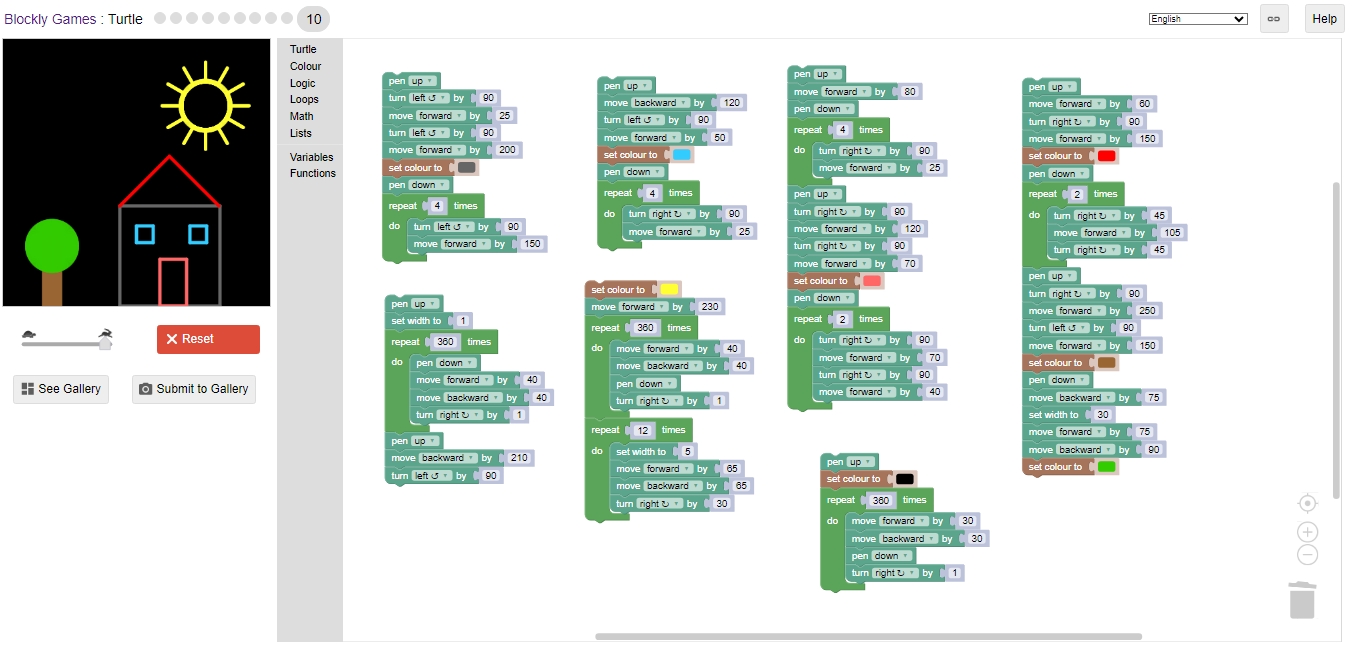 Blockly Games : Turtle 10 English Help
Turtle
Colour
Logic
Loops
Math
Lists
Variables
Functions
Reset
See Gallery
Submit to Gallery
pen up
turn left ↺ by 90
move forward by 25
turn left ↺ by 90
move forward by 200
set colour to
pen down
repeat 4 times
do turn left ↺ by 90
move forward by 150
pen up
set width to 1
repeat 360 times
do pen down
move forward by 40
move backward by 40
turn right ↻ by 1
pen up
move backward by 210
turn left ↺ by 90
pen up
move backward by 120
turn left ↺ by 90
move forward by 50
set colour to
pen down
repeat 4 times
do turn right ↻ by 90
move forward by 25
set colour to
move forward by 230
repeat 360 times
do move forward by 40
move backward by 40
pen down
turn right ↻ by 1
repeat 12 times
do set width to 5
move forward by 65
move backward by 65
turn right ↻ by 30
pen up
move forward by 80
pen down
repeat 4 times
do turn right ↻ by 90
move forward by 25
pen up
turn right ↻ by 90
move forward by 120
turn right ↻ by 90
move forward by 70
set colour to
pen down
repeat 2 times
do turn right ↻ by 90
move forward by 70
turn right ↻ by 90
move forward by 40
pen up
set colour to
repeat 360 times
do move forward by 30
move backward by 30
pen down
turn right ↻ by 1
pen up
move forward by 60
turn right ↻ by 90
move forward by 150
set colour to
pen down
repeat 2 times
do turn right ↻ by 45
move forward by 105
turn right ↻ by 45
pen up
turn right ↻ by 90
move forward by 250
turn left ↺ by 90
move forward by 150
set colour to
pen down
move backward by 75
set width to 30
move forward by 75
move backward by 90
set colour to